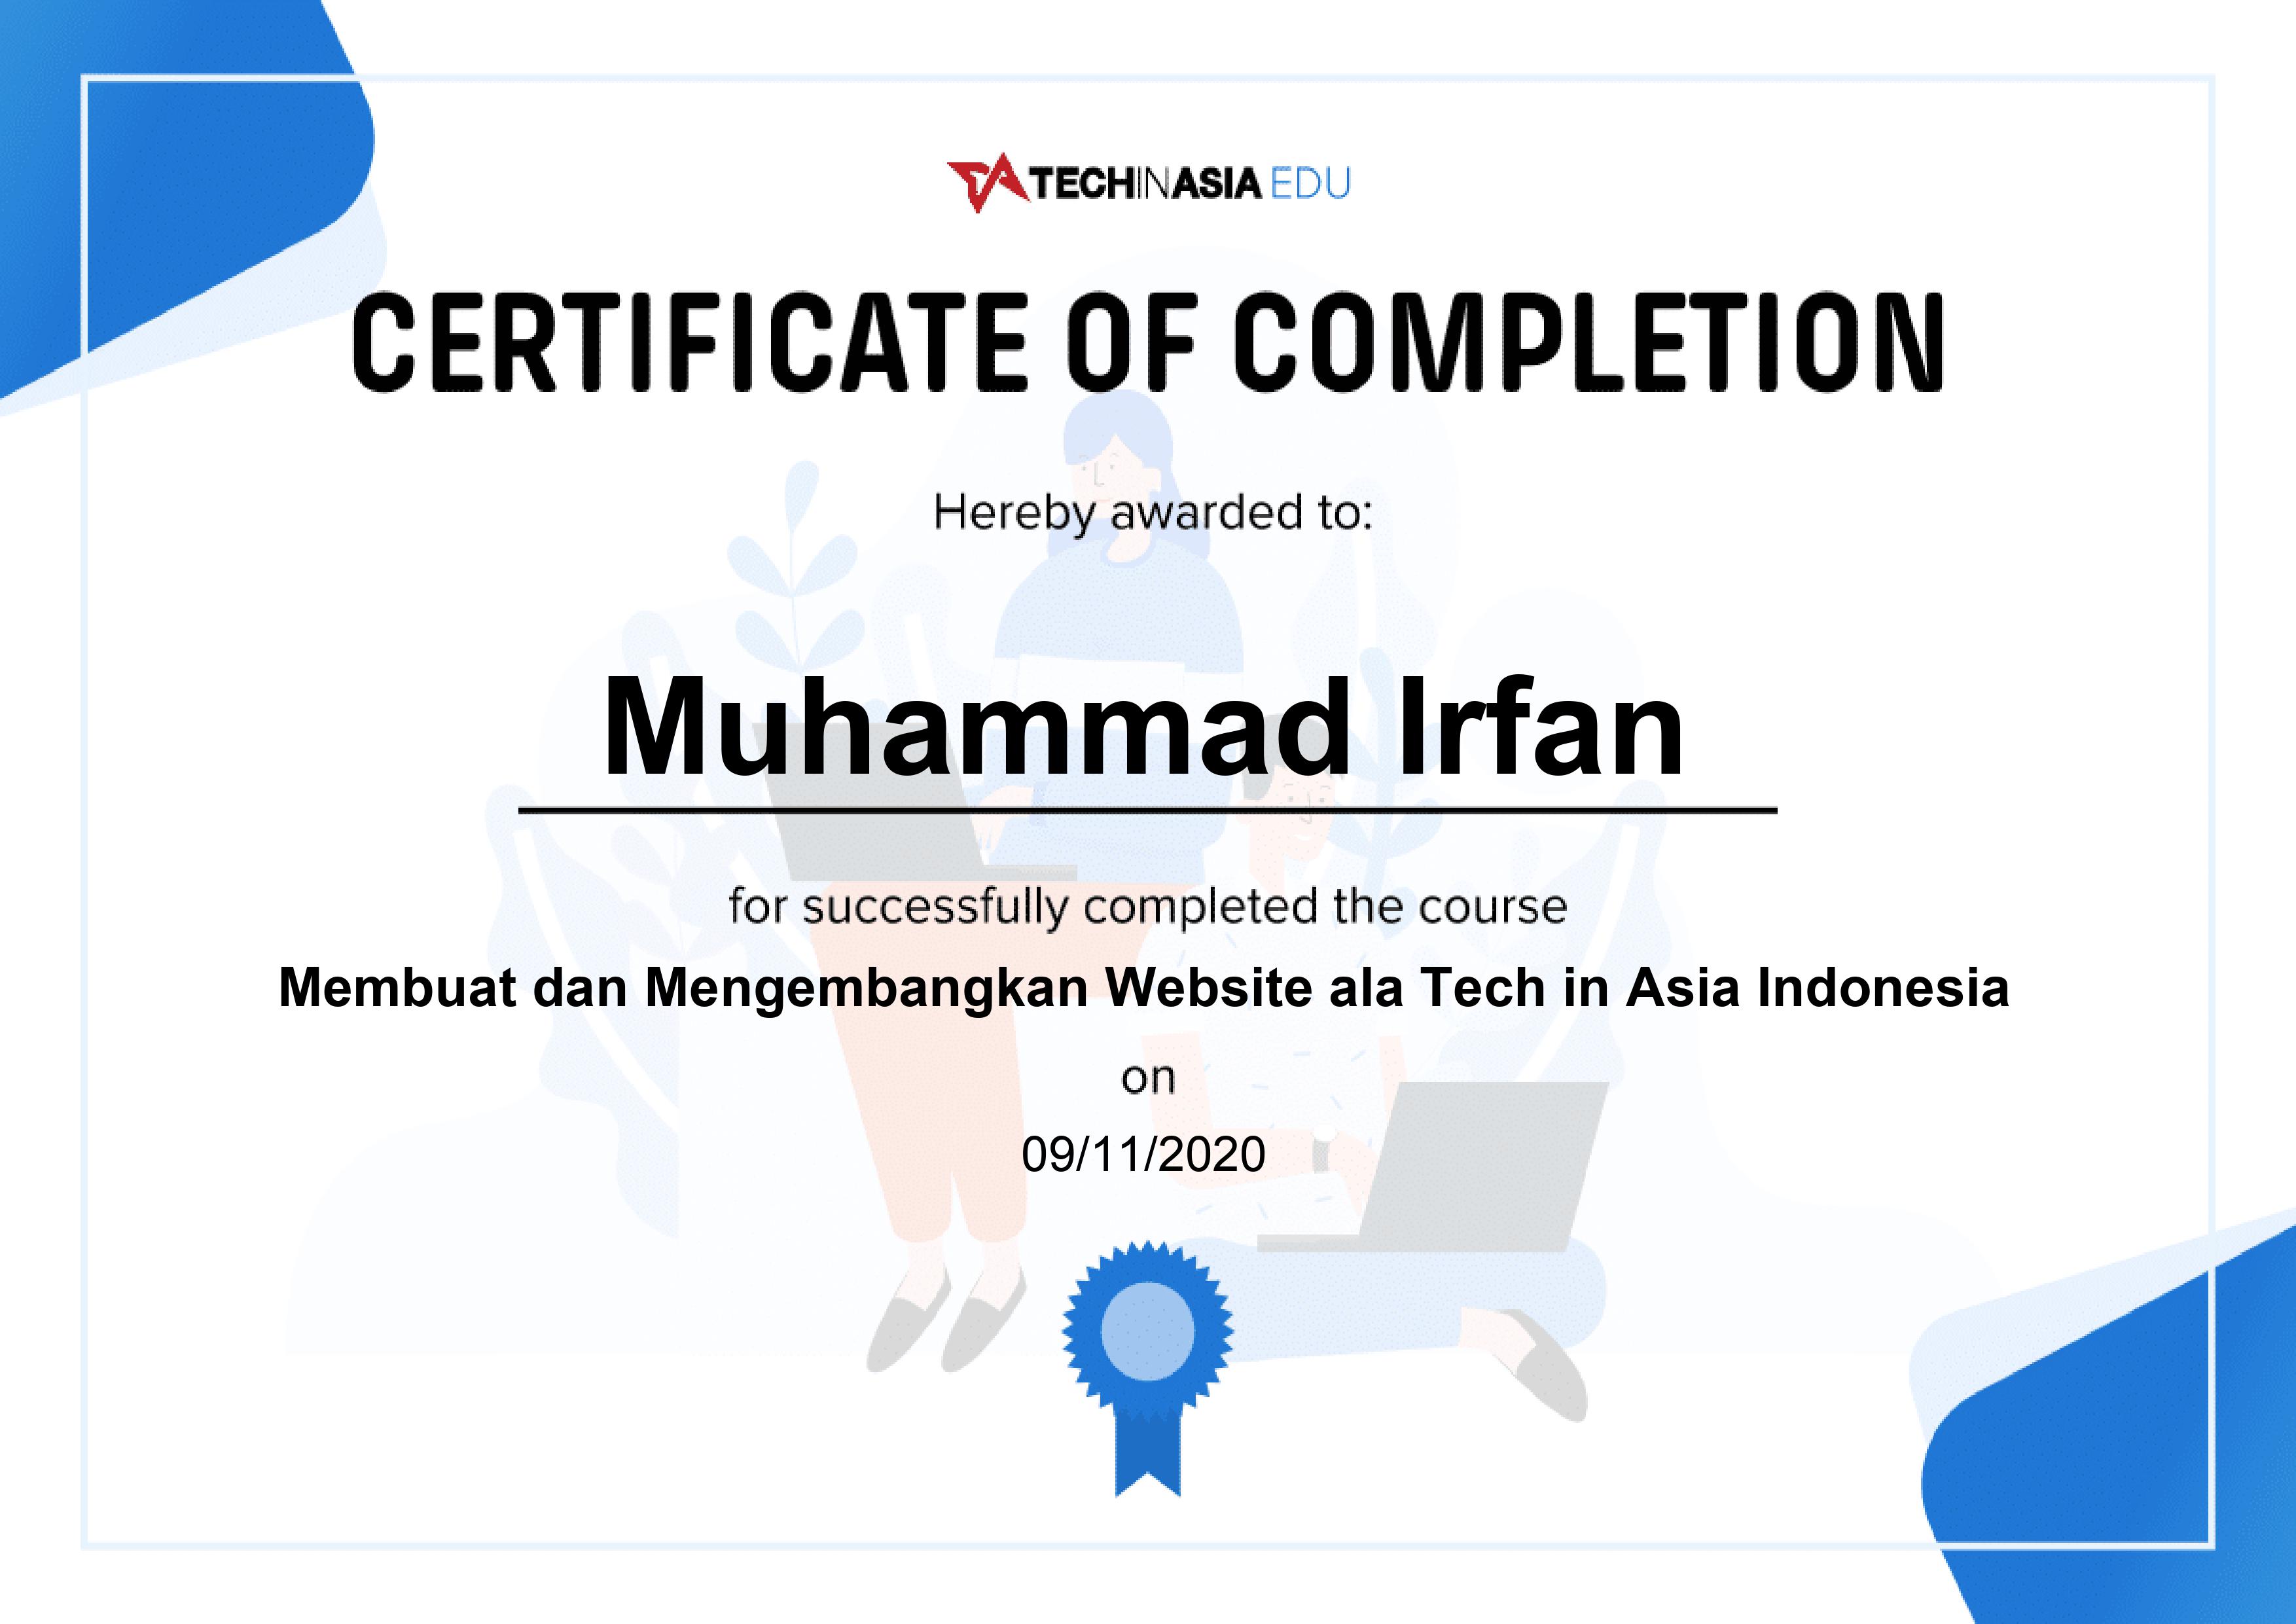 TECHINASIA EDU
CERTIFICATE OF COMPLETION
Hereby awarded to:
Muhammad Irfan
for successfully completed the course
Membuat dan Mengembangkan Website ala Tech in Asia Indonesia
on
09/11/2020